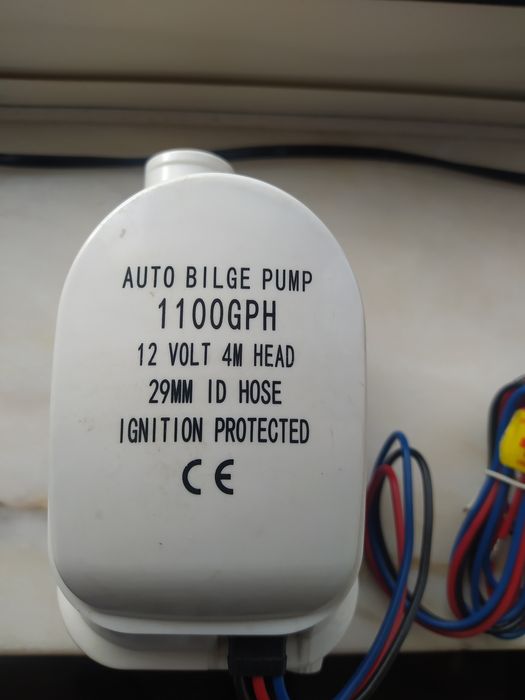 AUTO BILGE PUMP
1100GPH
12 VOLT 4M HEAD
29MM ID HOSE
IGNITION PROTECTED
CE